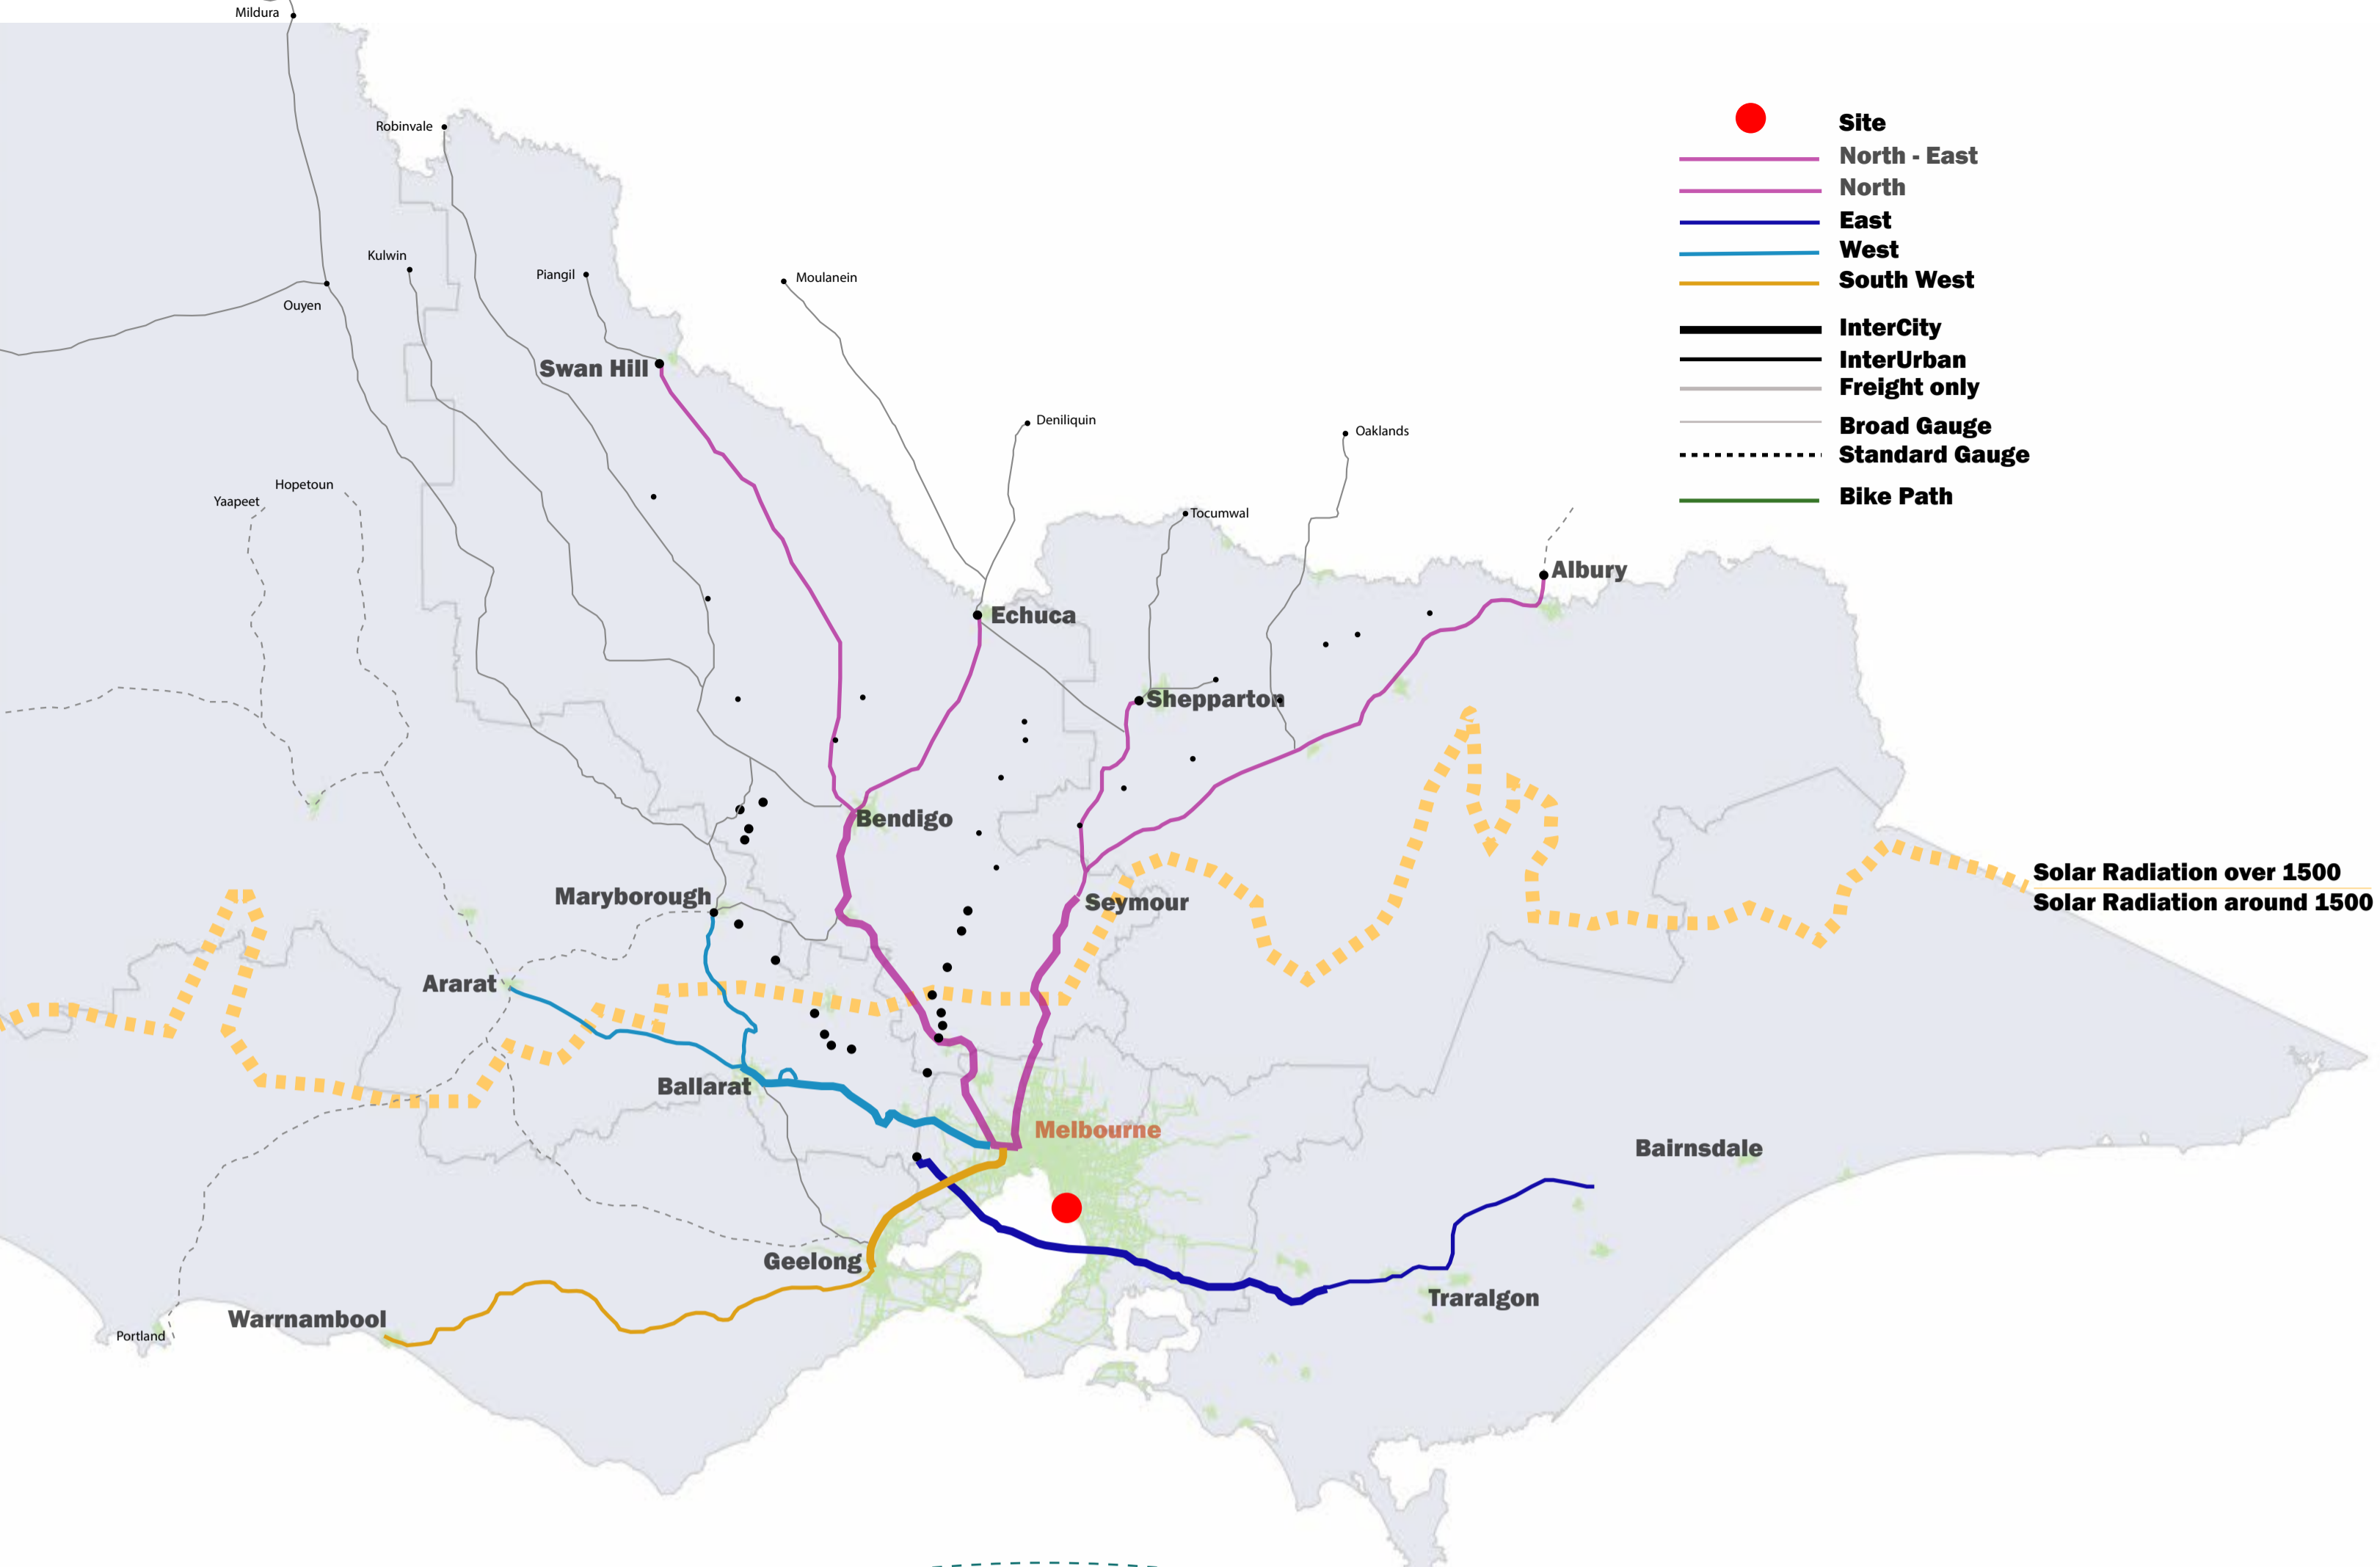 Mildura
Site
Robinvale
North - East
North
East
West
Kulwin
Piangil
Moulanein
South West
Ouyen
InterCity
InterUrban
Swan Hill
Freight only
Deniliquin
Broad Gauge
Oaklands
Standard Gauge
Hopetoun
Yaapeet
Bike Path
Tocumwal
Albury
Echuca
Shepparton
Bendigo
Solar Radiation over 1500
Maryborough
Seymour
Solar Radiation around 1500
Ararat
Ballarat
Melbourne
Bairnsdale
Geelong
Traralgon
Warrnambool
Portland